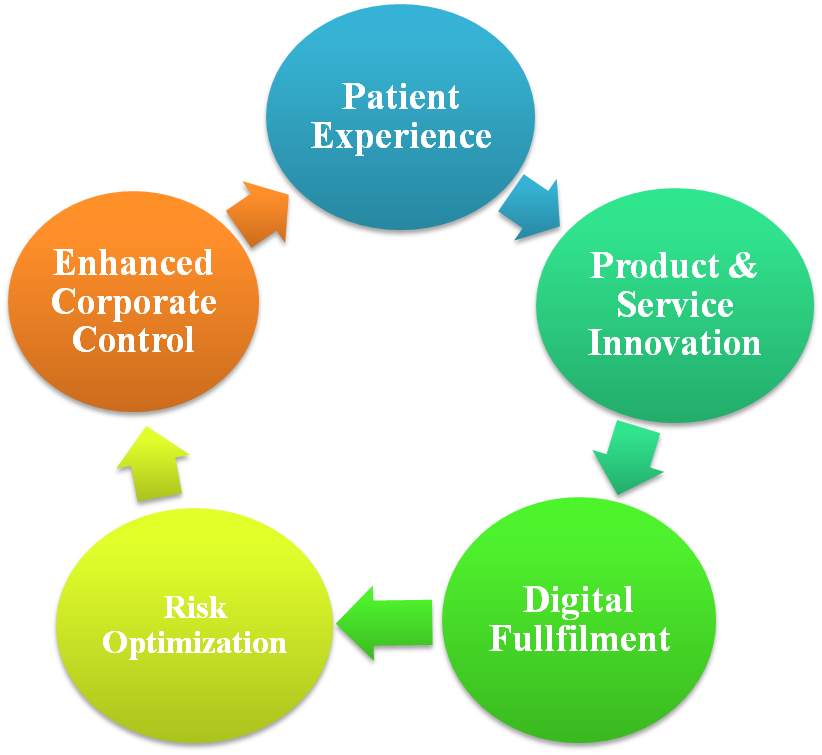 Patient
Experience
Product &
Service
Innovation
Digital
Fullfilment
Risk
Optimization
Enhanced
Corporate
Control